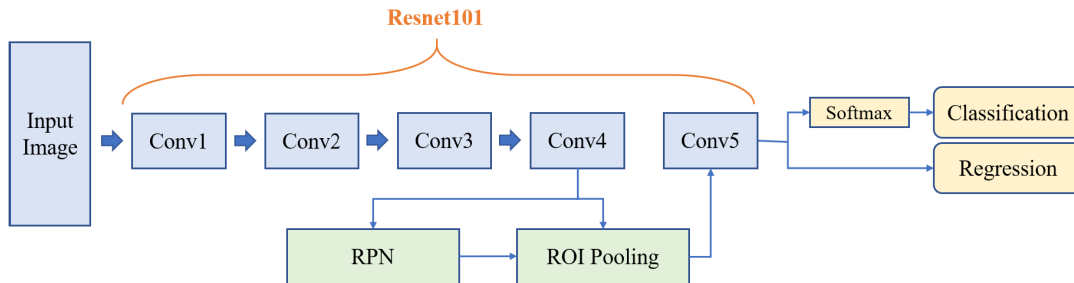 Resnet101
Input
Image
Conv1
Conv2
Conv3
Conv4
Conv5
Softmax
Classification
Regression
RPN
ROI Pooling